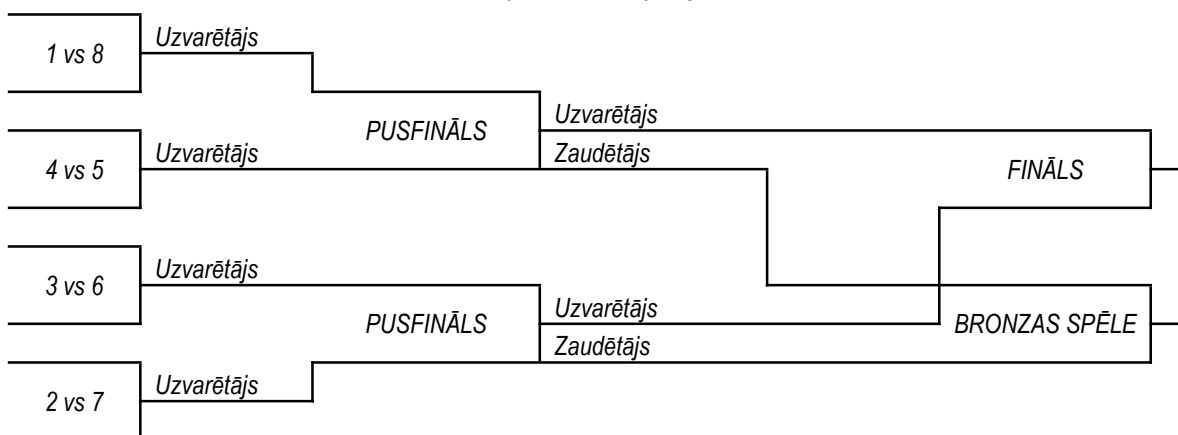 1 vs 8
Uzvarētājs
PUSFINĀLS
Uzvarētājs
4 vs 5
Uzvarētājs
Zaudētājs
FINĀLS
3 vs 6
Uzvarētājs
PUSFINĀLS
Uzvarētājs
BRONZAS SPĒLE
Zaudētājs
2 vs 7
Uzvarētājs